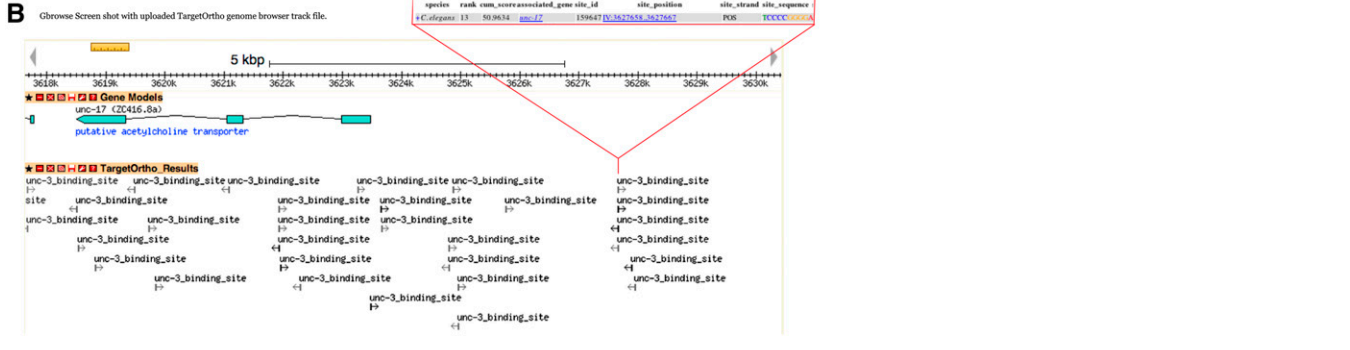 B
Gbrowse Screen shot with uploaded TargetOrtho genome browser track file.
species rank cum_score associated_gene site_id site_position site_strand site_sequence
+C.elegans 13 50.9634 unc-17 159647 IV:3627658..3627667 POS TCCCCGGGGA
5 kbp
3618k 3619k 3620k 3621k 3622k 3623k 3624k 3625k 3626k 3627k 3628k 3629k 3630k
Gene Models
unc-17 (ZC416.8a)
putative acetylcholine transporter
TargetOrtho_Results
unc-3_binding_site unc-3_binding_site unc-3_binding_site unc-3_binding_site unc-3_binding_site unc-3_binding_site
site unc-3_binding_site unc-3_binding_site unc-3_binding_site unc-3_binding_site unc-3_binding_site
unc-3_binding_site unc-3_binding_site unc-3_binding_site unc-3_binding_site unc-3_binding_site
unc-3_binding_site unc-3_binding_site unc-3_binding_site unc-3_binding_site
unc-3_binding_site unc-3_binding_site unc-3_binding_site unc-3_binding_site
unc-3_binding_site unc-3_binding_site unc-3_binding_site unc-3_binding_site
unc-3_binding_site
unc-3_binding_site